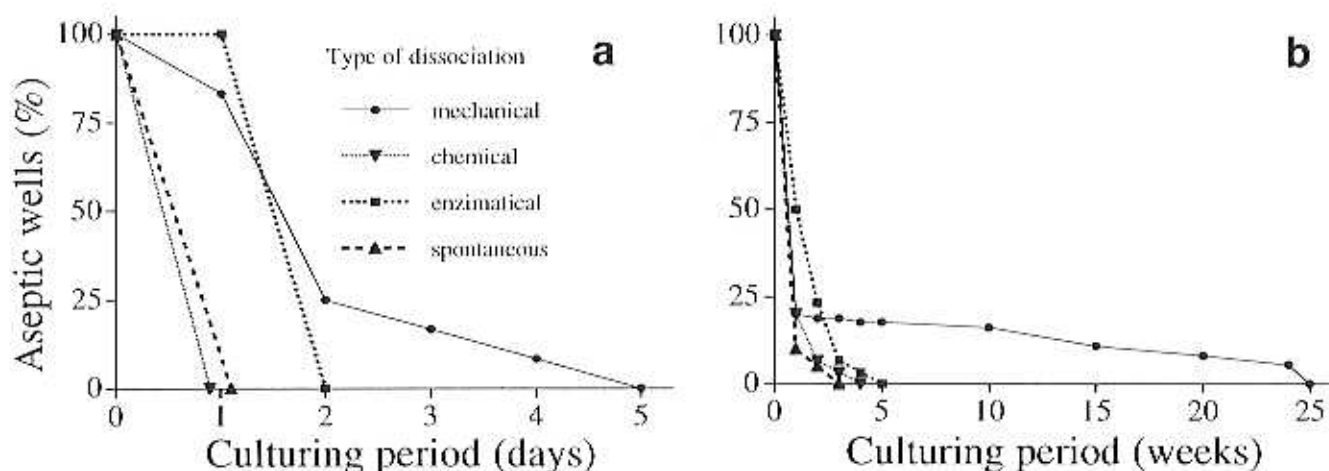 Aseptic wells (%)
100
75
50
25
0
0 1 2 3 4 5
Culturing period (days)
a
Type of dissociation
mechanical
chemical
enzimatical
spontaneous
100
75
50
25
0
0 5 10 15 20 25
Culturing period (weeks)
b